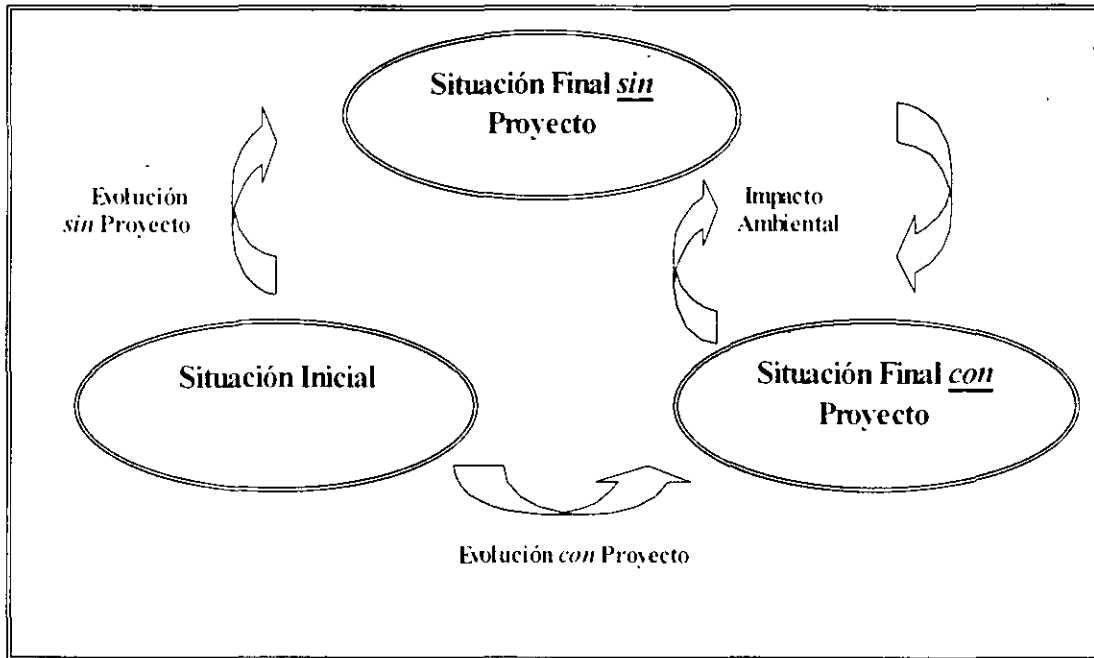 Situación Final sin
Proyecto
Evolución
sin Proyecto
Impacto
Ambiental
Situación Inicial
Situación Final con
Proyecto
Evolución con Proyecto